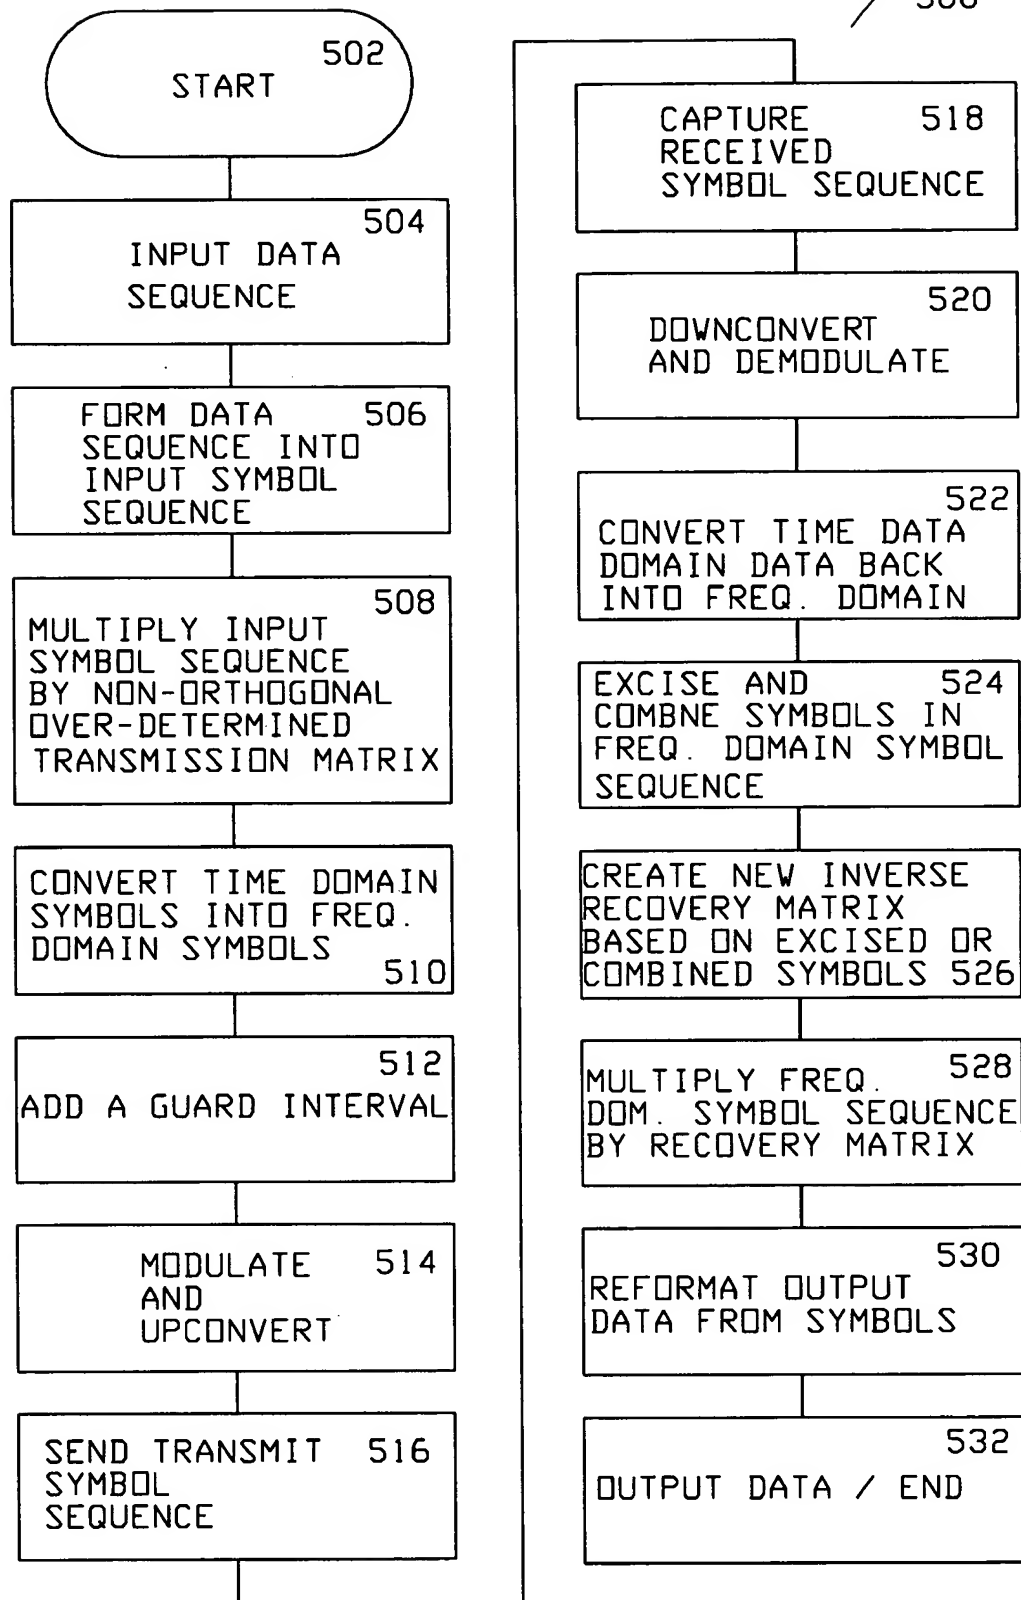 502
START
504
INPUT DATA
SEQUENCE
FORM DATA 506
SEQUENCE INTO
INPUT SYMBOL
SEQUENCE
508
MULTIPLY INPUT
SYMBOL SEQUENCE
BY NON-ORTHOGONAL
OVER-DETERMINED
TRANSMISSION MATRIX
CONVERT TIME DOMAIN
SYMBOLS INTO FREQ.
DOMAIN SYMBOLS
510
512
ADD A GUARD INTERVAL
MODULATE 514
AND
UPCONVERT
SEND TRANSMIT 516
SYMBOL
SEQUENCE
CAPTURE 518
RECEIVED
SYMBOL SEQUENCE
520
DOWNCONVERT
AND DEMODULATE
522
CONVERT TIME DATA
DOMAIN DATA BACK
INTO FREQ. DOMAIN
EXCISE AND 524
COMBNE SYMBOLS IN
FREQ. DOMAIN SYMBOL
SEQUENCE
CREATE NEW INVERSE
RECOVERY MATRIX
BASED ON EXCISED OR
COMBINED SYMBOLS 526
MULTIPLY FREQ. 528
DOM. SYMBOL SEQUENCE
BY RECOVERY MATRIX
530
REFORMAT OUTPUT
DATA FROM SYMBOLS
532
OUTPUT DATA / END